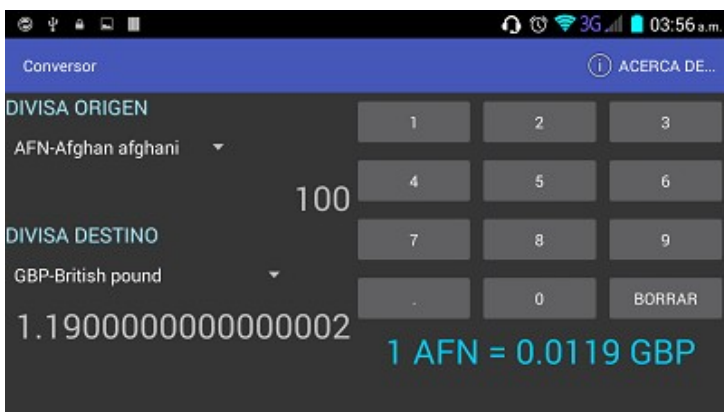 3G 03:56 a.m.
Conversor
ACERCA DE...
DIVISA ORIGEN
AFN-Afghan afghani
100
DIVISA DESTINO
GBP-British pound
1.1900000000000002
1 2 3
4 5 6
7 8 9
. 0 BORRAR
1 AFN = 0.0119 GBP